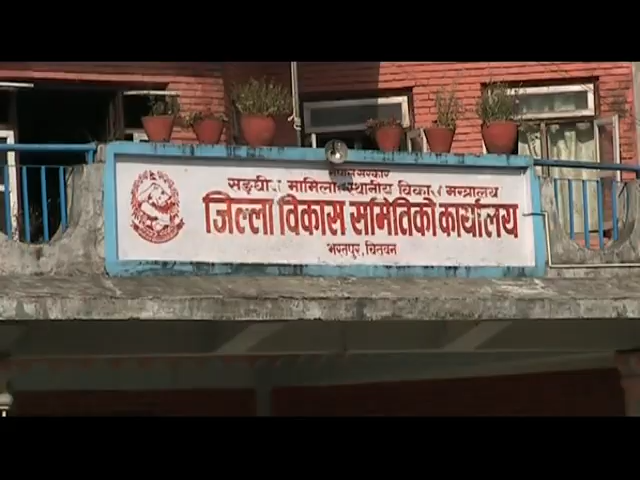 नेपाल सरकार
सङ्घीय मामिला स्थानीय विकास मन्त्रालय
जिल्ला विकास समितिको कार्यालय
भरतपुर, चितवन